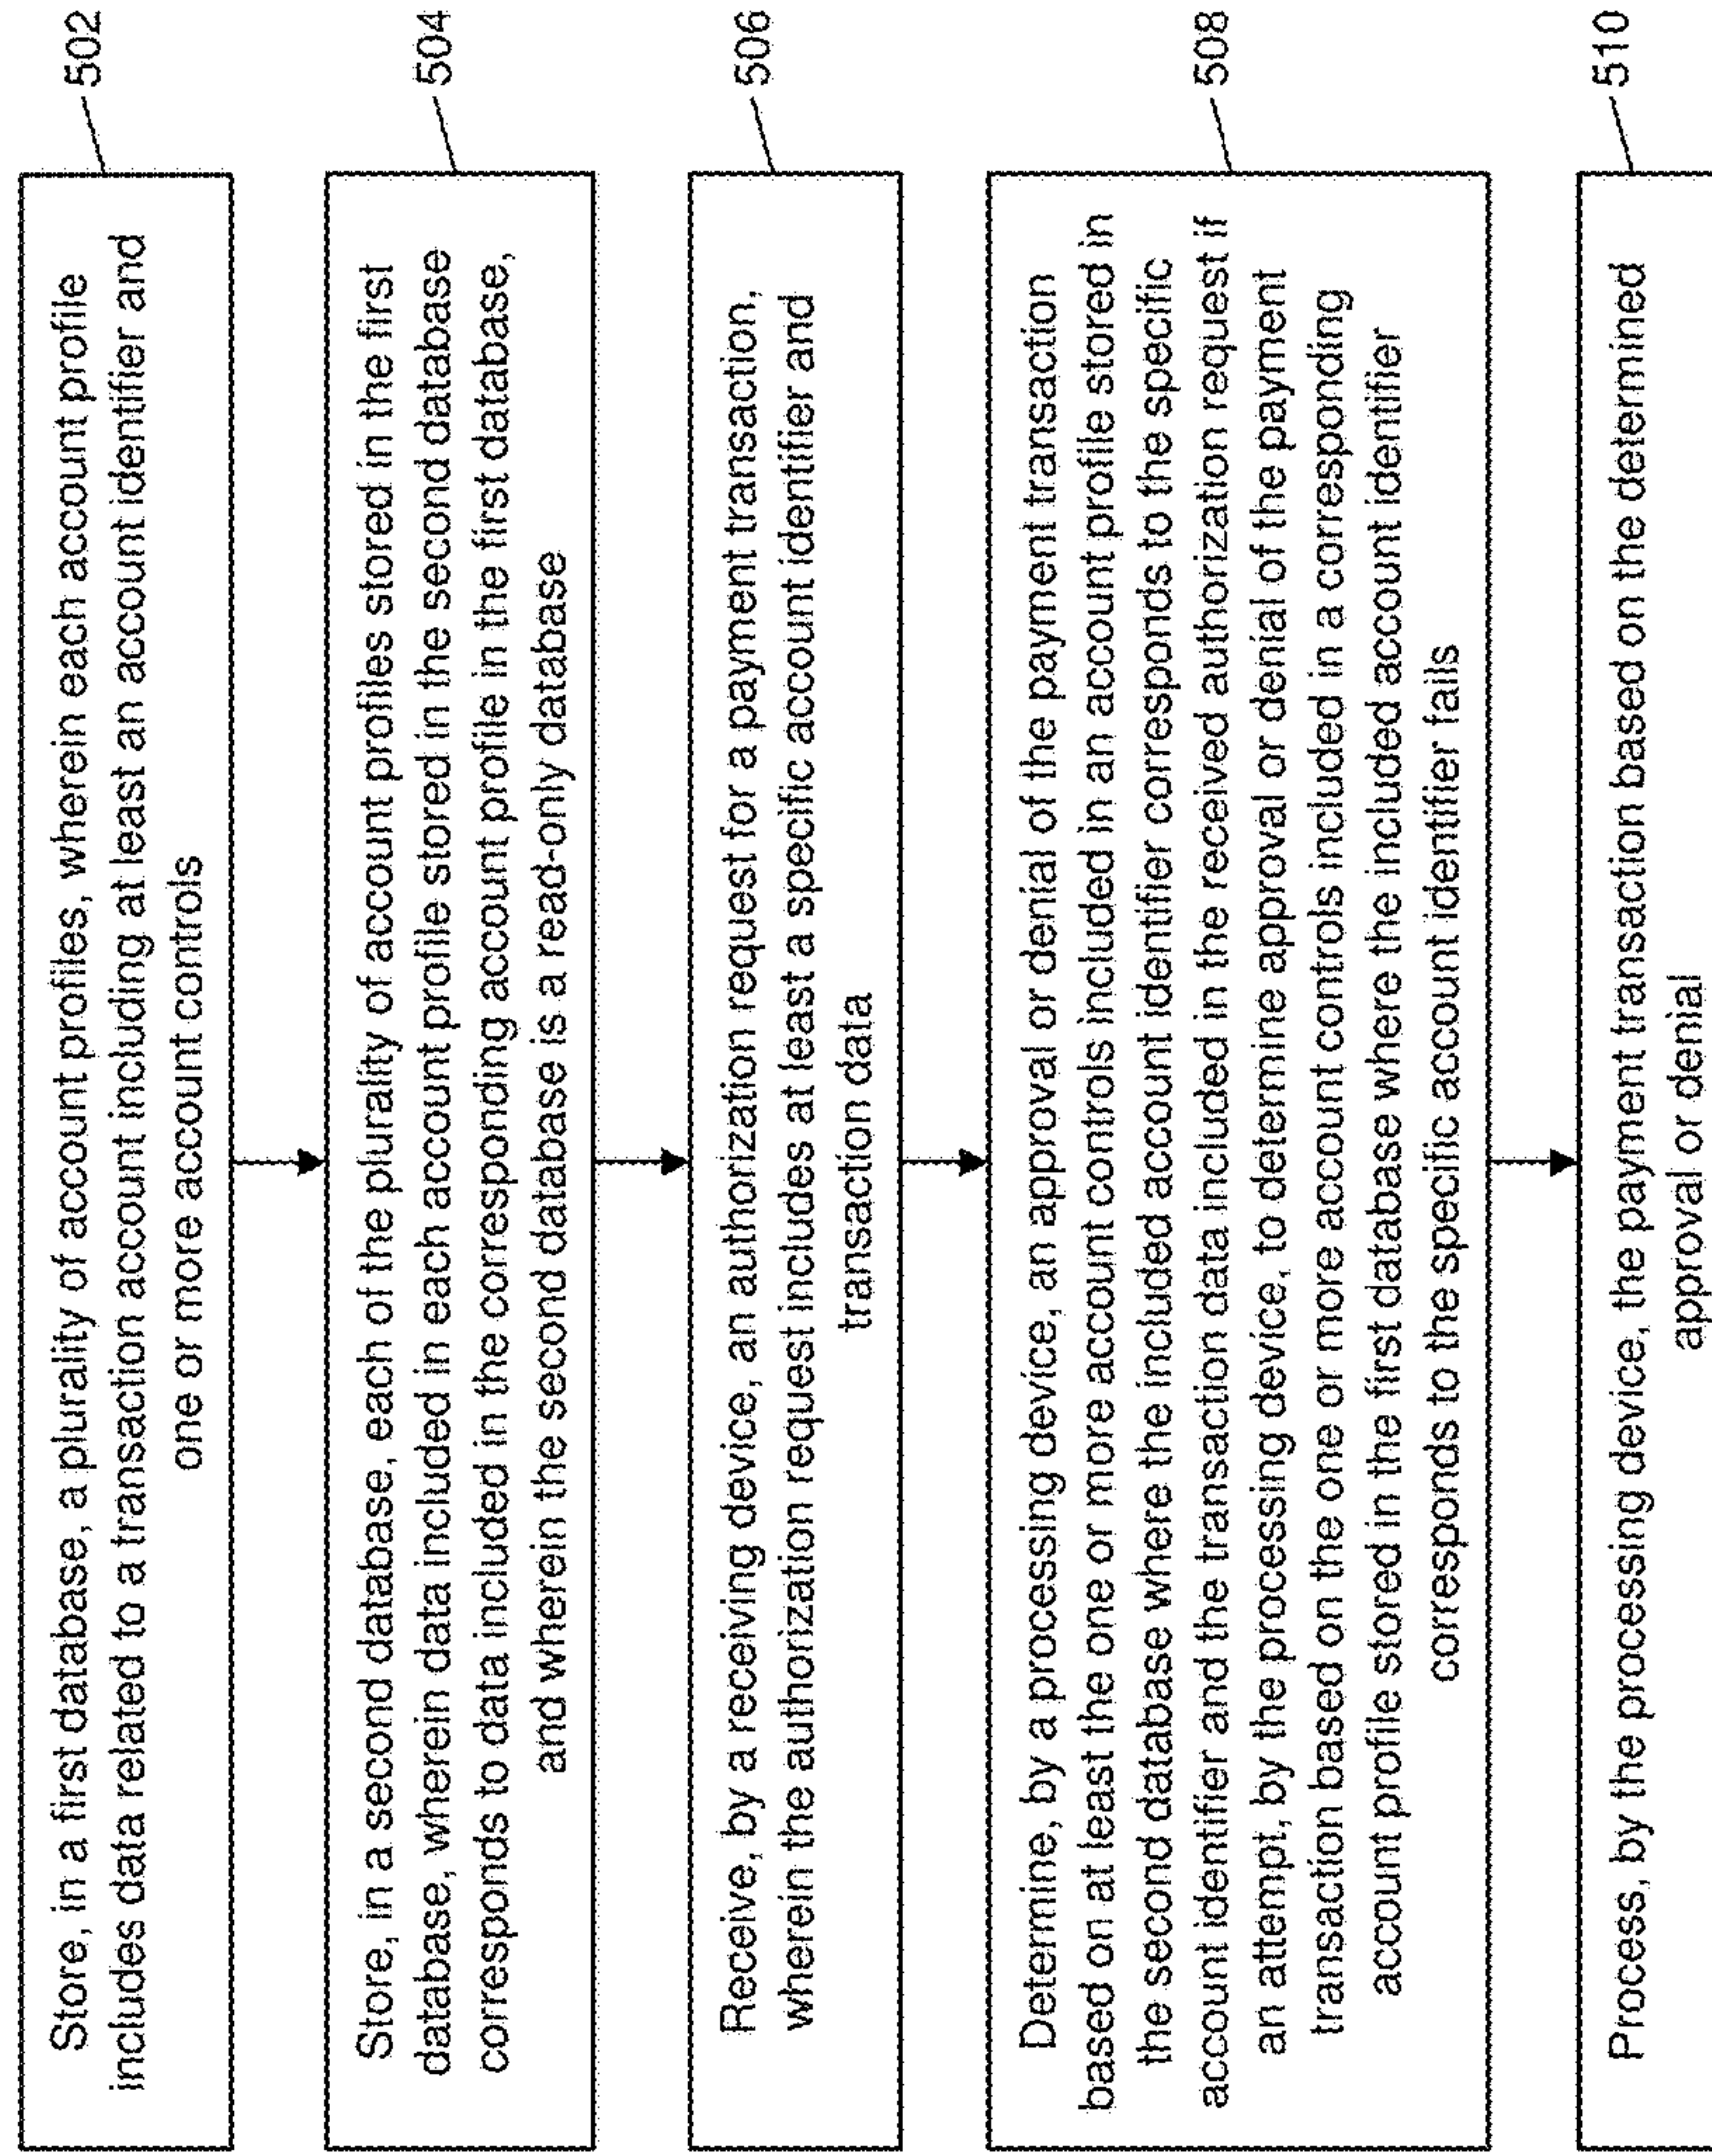 Store, in a first database, a plurality of account profiles, wherein each account profile
includes data related to a transaction account including at least an account identifier and
one or more account controls
502
Store, in a second database, each of the plurality of account profiles stored in the first
database, wherein data included in each account profile stored in the second database
corresponds to data included in the corresponding account profile in the first database,
and wherein the second database is a read-only database
504
Receive, by a receiving device, an authorization request for a payment transaction,
wherein the authorization request includes at least a specific account identifier and
transaction data
506
Determine, by a processing device, an approval or denial of the payment transaction
based on at least the one or more account controls included in an account profile stored in
the second database where the included account identifier corresponds to the specific
account identifier and the transaction data included in the received authorization request if
an attempt, by the processing device, to determine approval or denial of the payment
transaction based on the one or more account controls included in a corresponding
account profile stored in the first database where the included account identifier
corresponds to the specific account identifier fails
508
Process, by the processing device, the payment transaction based on the determined
approval or denial
510